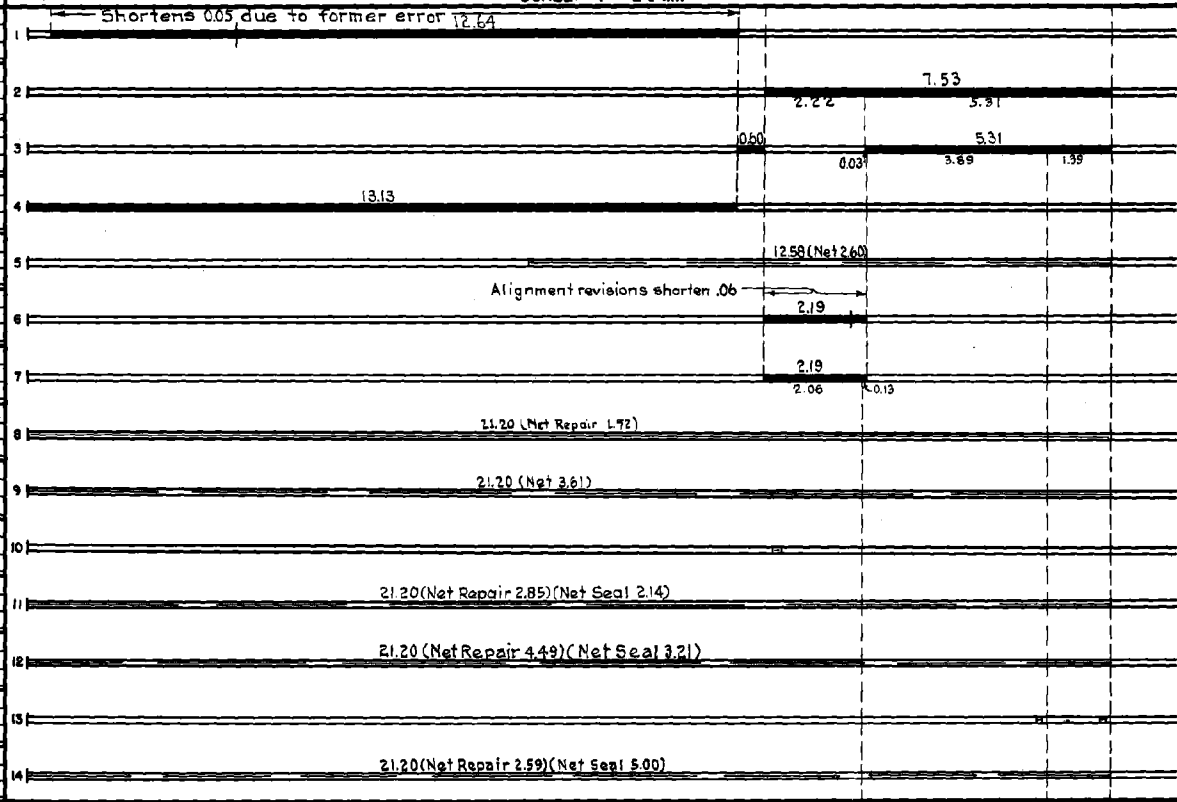 Shortens 0.05 due to former error
12.64
1
7.53
2
2.22 5.31
0.60 5.31
3
0.03 3.89 1.39
13.13
4
12.58 (Net 2.60)
5
Alignment revisions shorten .06
2.19
6
2.19
7
2.06 0.13
21.20 (Net Repair 1.72)
8
21.20 (Net 3.61)
9
10
21.20 (Net Repair 2.85) (Net Seal 2.14)
11
21.20 (Net Repair 4.49) (Net Seal 3.21)
12
13
21.20 (Net Repair 2.59) (Net Seal 5.00)
14